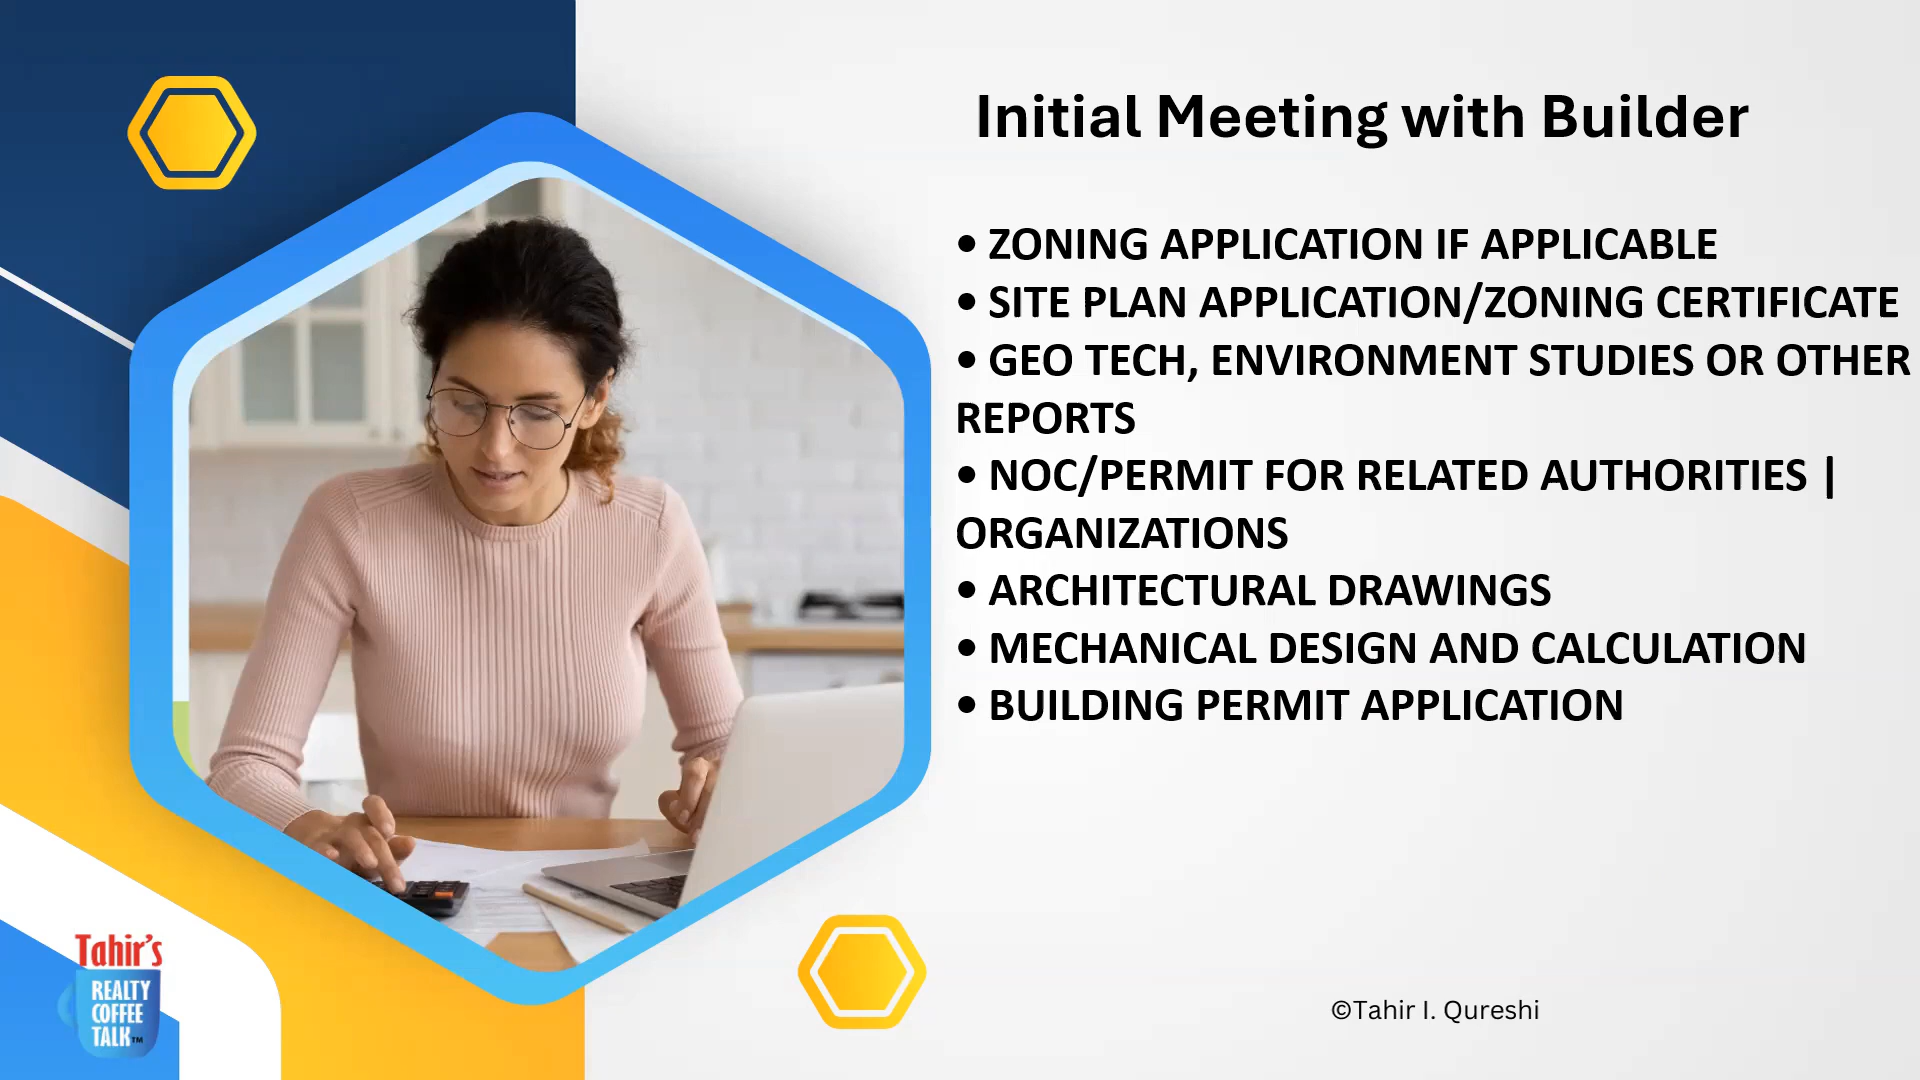 Initial Meeting with Builder
• ZONING APPLICATION IF APPLICABLE
• SITE PLAN APPLICATION/ZONING CERTIFICATE
• GEO TECH, ENVIRONMENT STUDIES OR OTHER
REPORTS
• NOC/PERMIT FOR RELATED AUTHORITIES |
ORGANIZATIONS
• ARCHITECTURAL DRAWINGS
• MECHANICAL DESIGN AND CALCULATION
• BUILDING PERMIT APPLICATION
Tahir's
REALTY
COFFEE
TALK™
©Tahir I. Qureshi